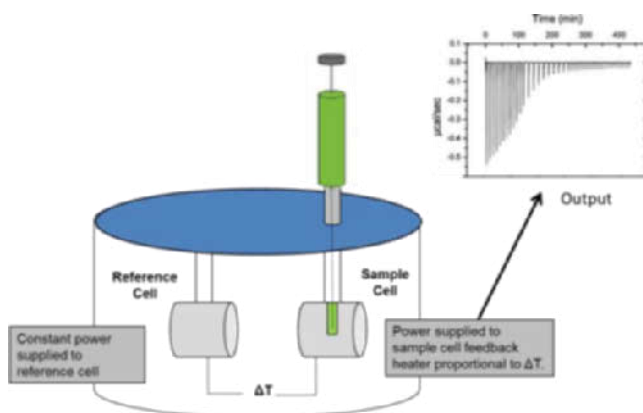 Time (min)
0 100 200 300 400
0.1
0.0
-0.1
-0.2
-0.3
-0.4
-0.5
µcal/sec
Output
Reference
Cell
Sample
Cell
Constant power
supplied to
reference cell
Power supplied to
sample cell feedback
heater proportional to ΔT.
ΔT